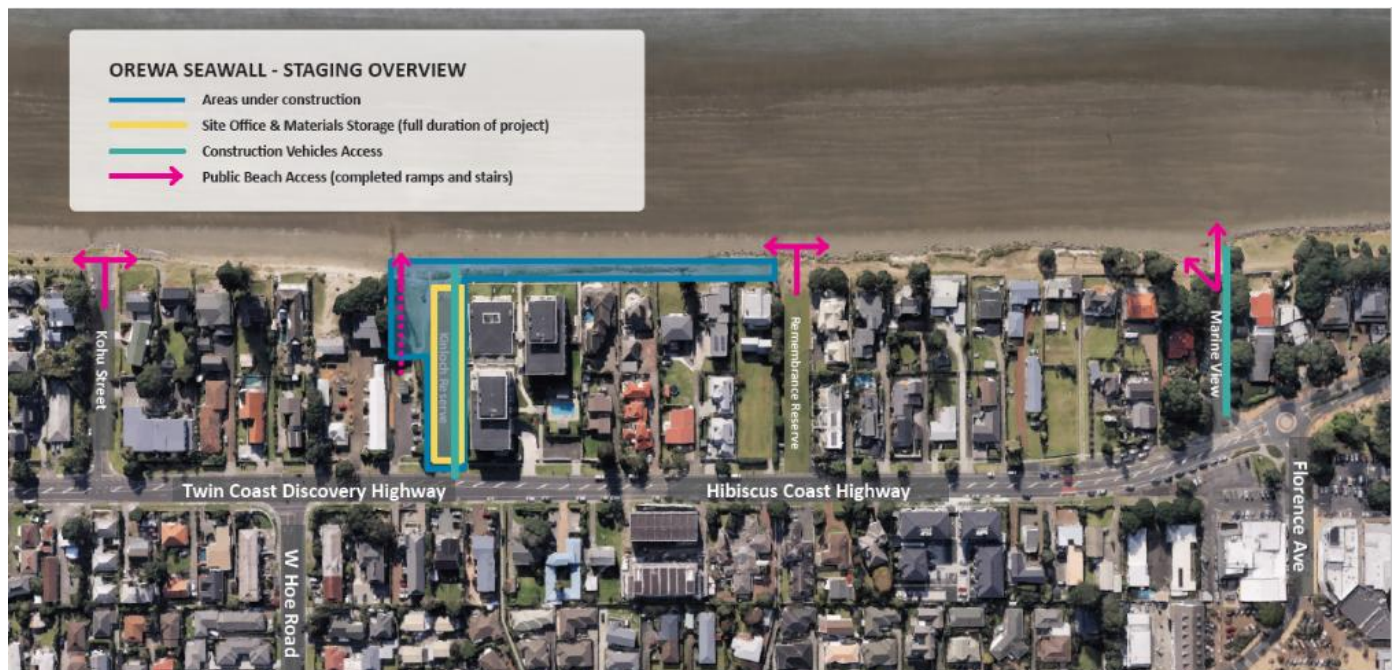 OREWA SEAWALL - STAGING OVERVIEW
Areas under construction
Site Office & Materials Storage (full duration of project)
Construction Vehicles Access
Public Beach Access (completed ramps and stairs)
Kohu Street
Kinloch Reserve
Remembrance Reserve
Marine View
Twin Coast Discovery Highway
Hibiscus Coast Highway
W Hoe Road
Florence Ave